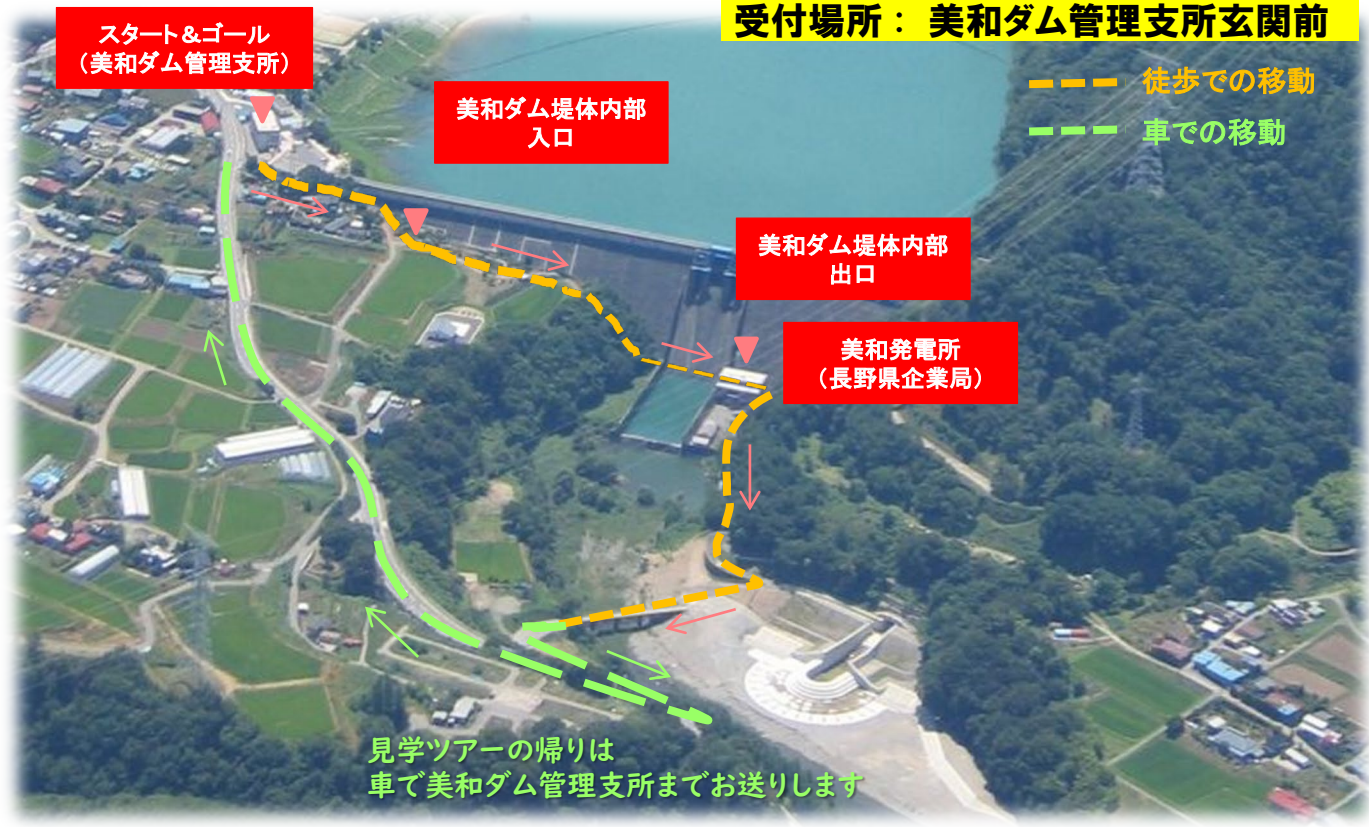 受付場所： 美和ダム管理支所玄関前
スタート＆ゴール
（美和ダム管理支所）
徒歩での移動
美和ダム堤体内部
入口
車での移動
美和ダム堤体内部
出口
美和発電所
（長野県企業局）
見学ツアーの帰りは
車で美和ダム管理支所までお送りします